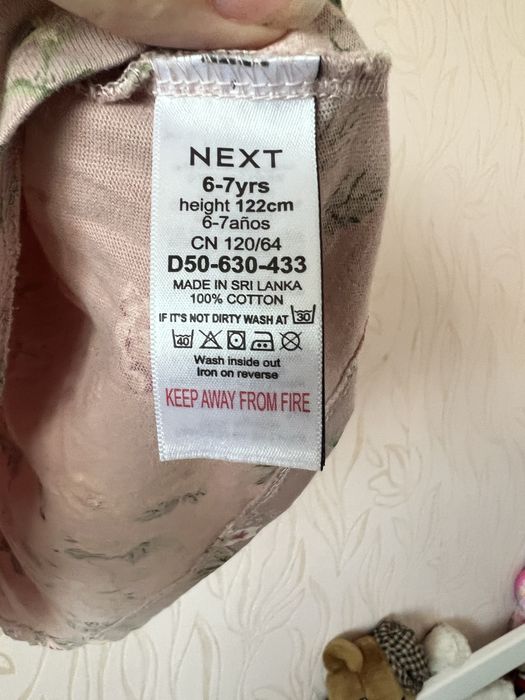 NEXT
6-7yrs
height 122cm
6-7años
CN 120/64
D50-630-433
MADE IN SRI LANKA
100% COTTON
IF IT'S NOT DIRTY WASH AT 30
40
Wash inside out
Iron on reverse
KEEP AWAY FROM FIRE